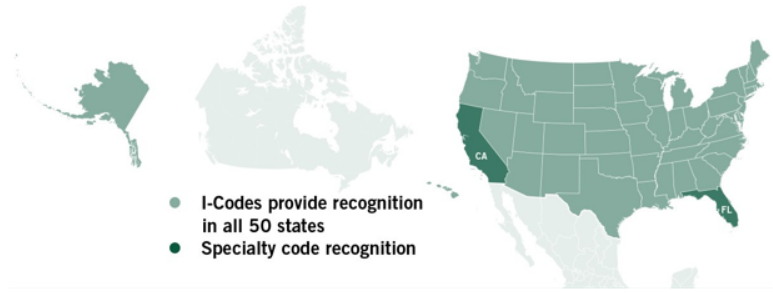 CA
FL
I-Codes provide recognition
in all 50 states
Specialty code recognition